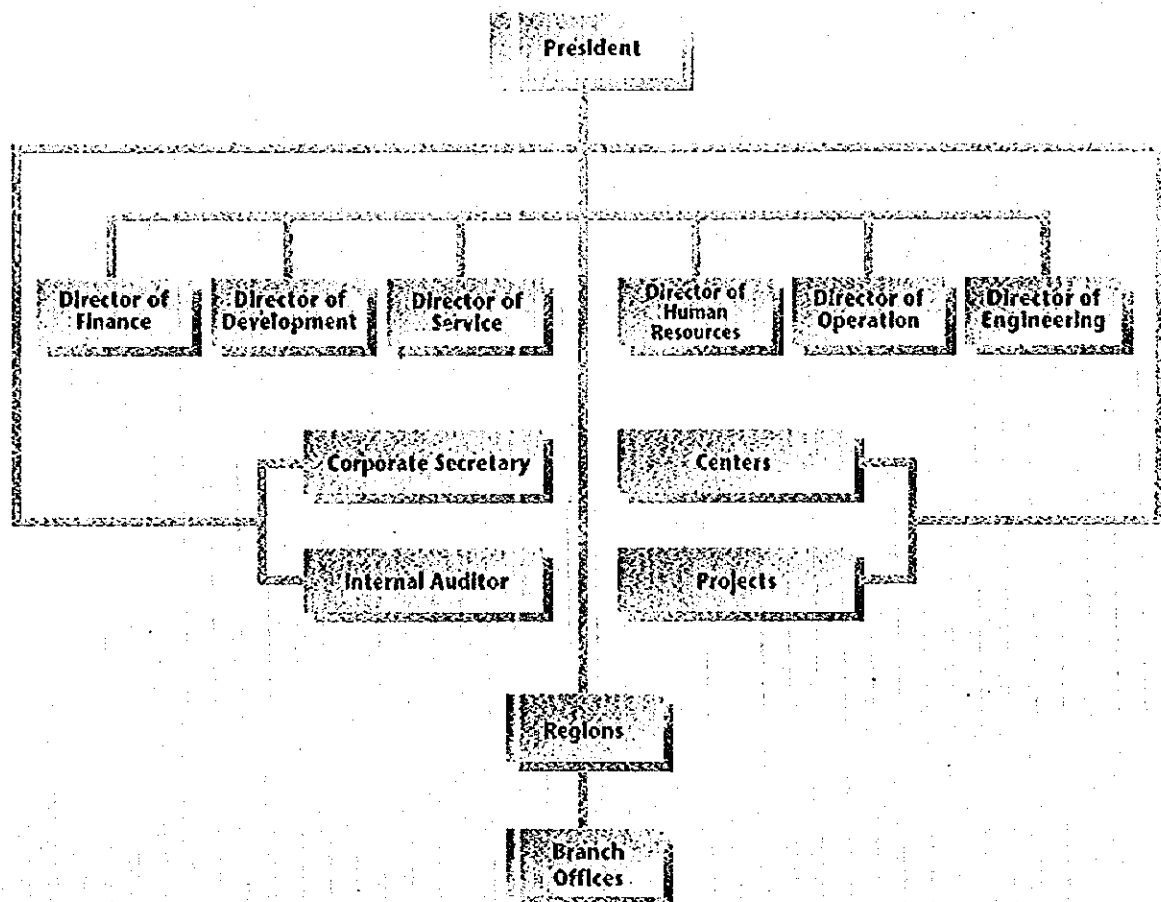 President
Director of
Finance
Director of
Development
Director of
Service
Director of
Human
Resources
Director of
Operation
Director of
Engineering
Corporate Secretary
Centers
Internal Auditor
Projects
Regions
Branch
Offices